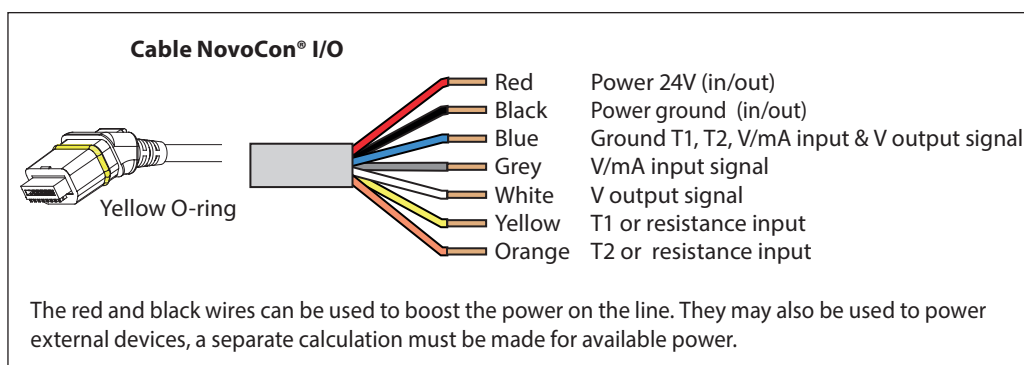 Cable NovoCon® I/O
Red Power 24V (in/out)
Black Power ground (in/out)
Blue Ground T1, T2, V/mA input & V output signal
Grey V/mA input signal
White V output signal
Yellow T1 or resistance input
Orange T2 or resistance input
Yellow O-ring
The red and black wires can be used to boost the power on the line. They may also be used to power
external devices, a separate calculation must be made for available power.